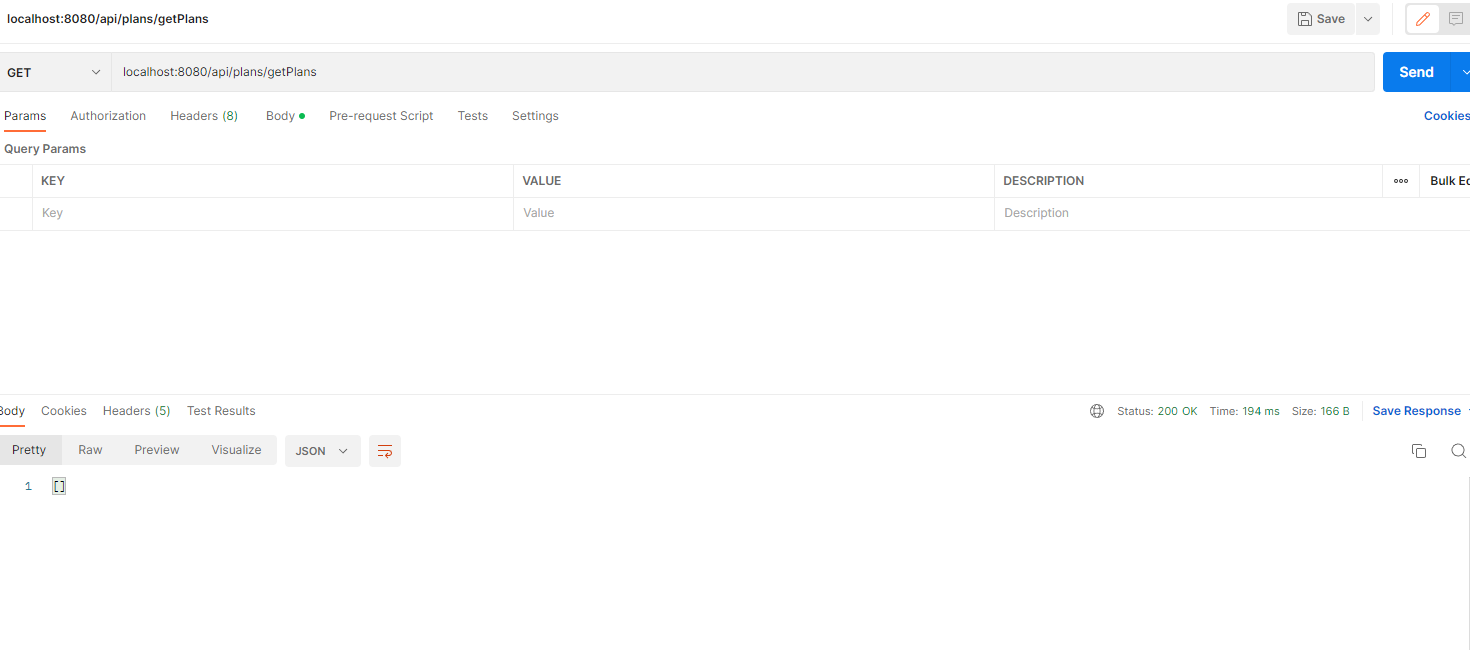 localhost:8080/api/plans/getPlans
Save
GET
localhost:8080/api/plans/getPlans
Send
Params Authorization Headers (8) Body Pre-request Script Tests Settings Cookies
Query Params
KEY VALUE DESCRIPTION ooo Bulk Ed
Key Value Description
Body Cookies Headers (5) Test Results Status: 200 OK Time: 194 ms Size: 166 B Save Response
Pretty Raw Preview Visualize JSON
1 []